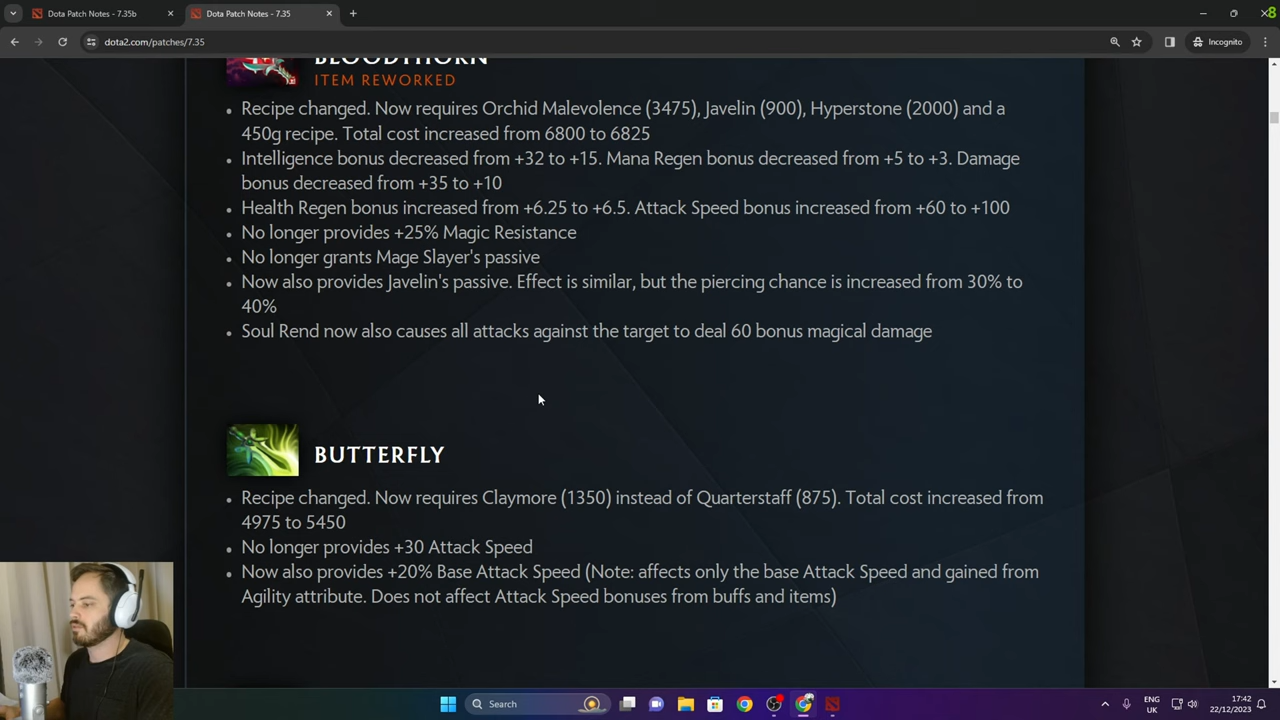 Dota Patch Notes - 7.35b
Dota Patch Notes - 7.35
8
dota2.com/patches/7.35
Incognito
BLOODTHORN
ITEM REWORKED
Recipe changed. Now requires Orchid Malevolence (3475), Javelin (900), Hyperstone (2000) and a
450g recipe. Total cost increased from 6800 to 6825
Intelligence bonus decreased from +32 to +15. Mana Regen bonus decreased from +5 to +3. Damage
bonus decreased from +35 to +10
Health Regen bonus increased from +6.25 to +6.5. Attack Speed bonus increased from +60 to +100
No longer provides +25% Magic Resistance
No longer grants Mage Slayer's passive
Now also provides Javelin's passive. Effect is similar, but the piercing chance is increased from 30% to
40%
Soul Rend now also causes all attacks against the target to deal 60 bonus magical damage
BUTTERFLY
Recipe changed. Now requires Claymore (1350) instead of Quarterstaff (875). Total cost increased from
4975 to 5450
No longer provides +30 Attack Speed
Now also provides +20% Base Attack Speed (Note: affects only the base Attack Speed and gained from
Agility attribute. Does not affect Attack Speed bonuses from buffs and items)
Search
ENG
UK
17:42
22/12/2023